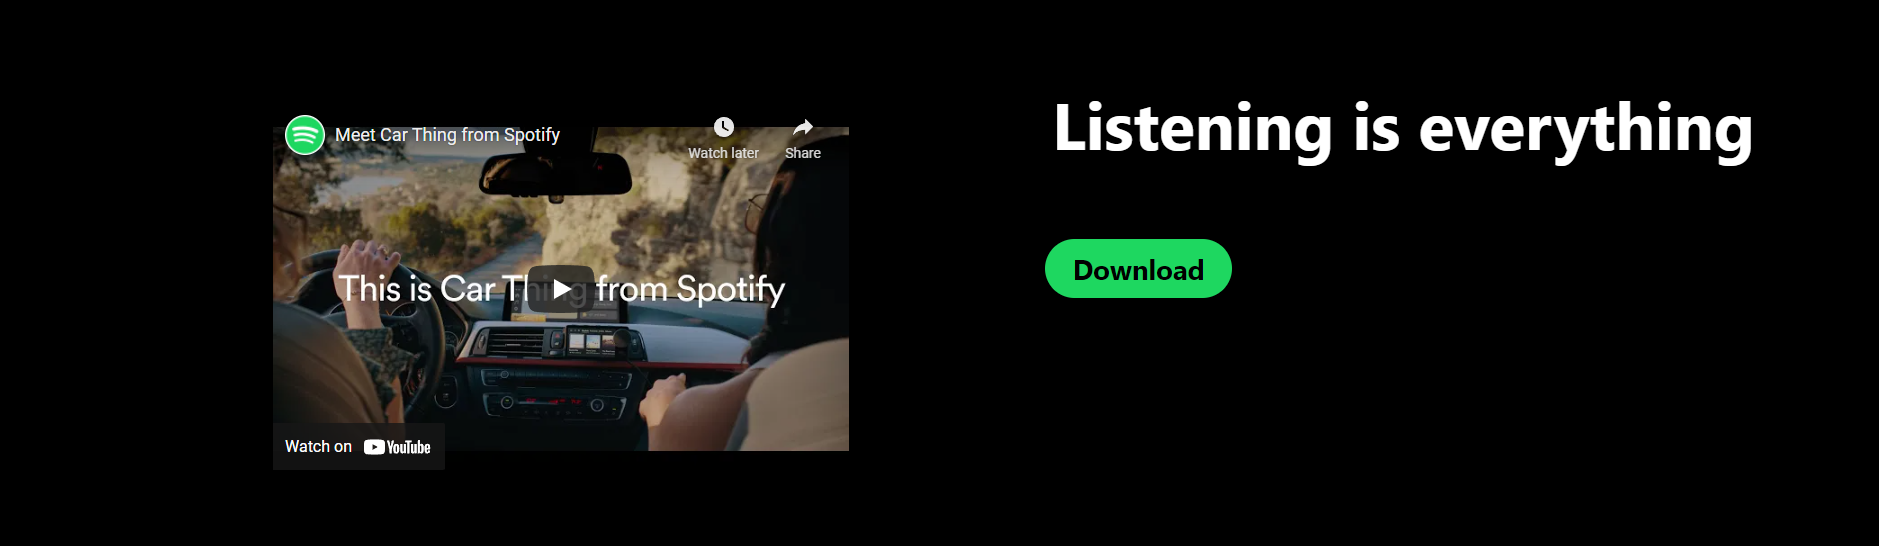 Meet Car Thing from Spotify
Watch later
Share
This is Car Thing from Spotify
Watch on YouTube
Listening is everything
Download